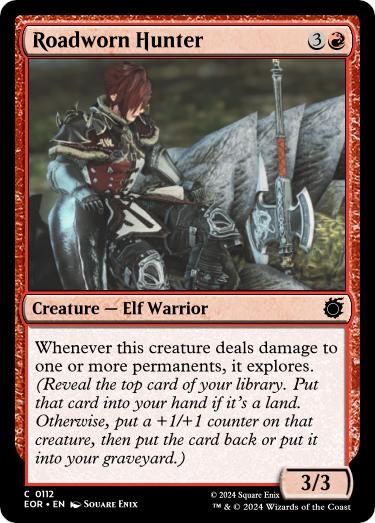 Roadworn Hunter 3
Creature — Elf Warrior
Whenever this creature deals damage to
one or more permanents, it explores.
(Reveal the top card of your library. Put
that card into your hand if it's a land.
Otherwise, put a +1/+1 counter on that
creature, then put the card back or put it
into your graveyard.)
3/3
C 0112
EOR • EN SQUARE ENIX
© 2024 Square Enix
™ & © 2024 Wizards of the Coast